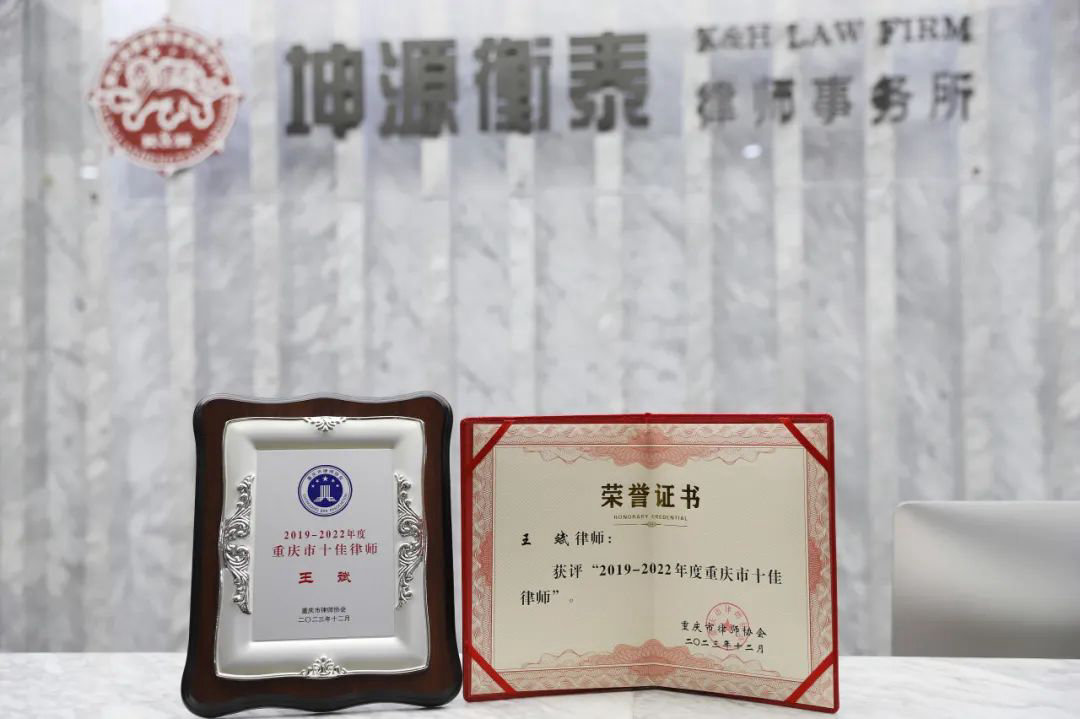 坤源衡泰
K&H LAW FIRM
律师事务所
2019-2022年度
重庆市十佳律师
王 斌
重庆市律师协会
二〇二三年十二月
荣誉证书
HONORARY CREDENTIAL
王 斌律师：
获评“2019-2022年度重庆市十佳
律师”。
重庆市律师协会
二〇二三年十二月